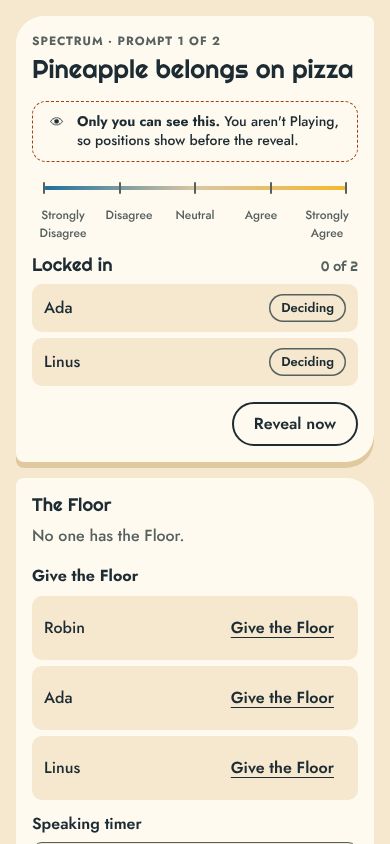 SPECTRUM · PROMPT 1 OF 2
Pineapple belongs on pizza
Only you can see this. You aren't Playing,
so positions show before the reveal.
Strongly Disagree Disagree Neutral Agree Strongly Agree
Locked in 0 of 2
Ada Deciding
Linus Deciding
Reveal now
The Floor
No one has the Floor.
Give the Floor
Robin Give the Floor
Ada Give the Floor
Linus Give the Floor
Speaking timer